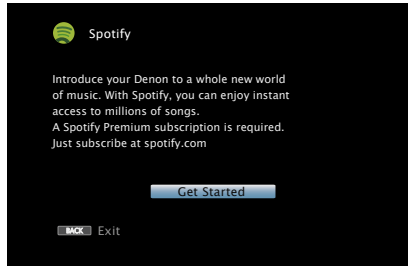 Spotify
Introduce your Denon to a whole new world
of music. With Spotify, you can enjoy instant
access to millions of songs.
A Spotify Premium subscription is required.
Just subscribe at spotify.com
Get Started
BACK Exit